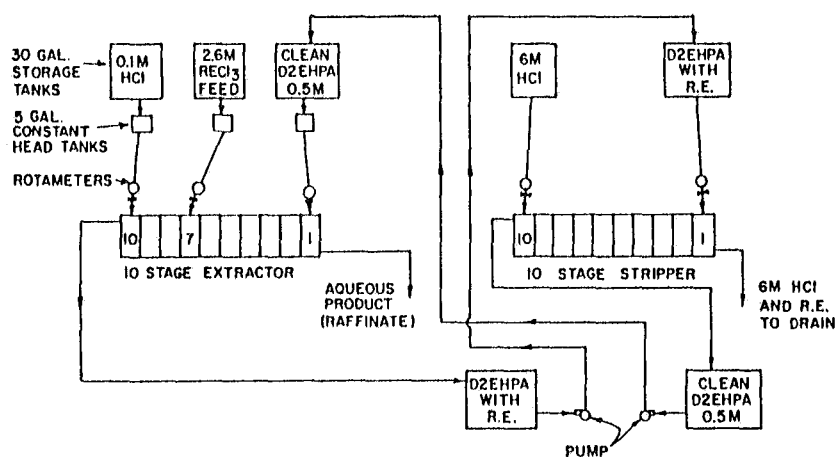 30 GAL.
STORAGE
TANKS
0.1M
HCl
2.6M
RECl3
FEED
CLEAN
D2EHPA
0.5M
6M
HCl
D2EHPA
WITH
R.E.
5 GAL.
CONSTANT
HEAD TANKS
ROTAMETERS
10
7
1
10 STAGE EXTRACTOR
AQUEOUS
PRODUCT
(RAFFINATE)
10
1
10 STAGE STRIPPER
6M HCl
AND R.E.
TO DRAIN
D2EHPA
WITH
R.E.
CLEAN
D2EHPA
0.5M
PUMP